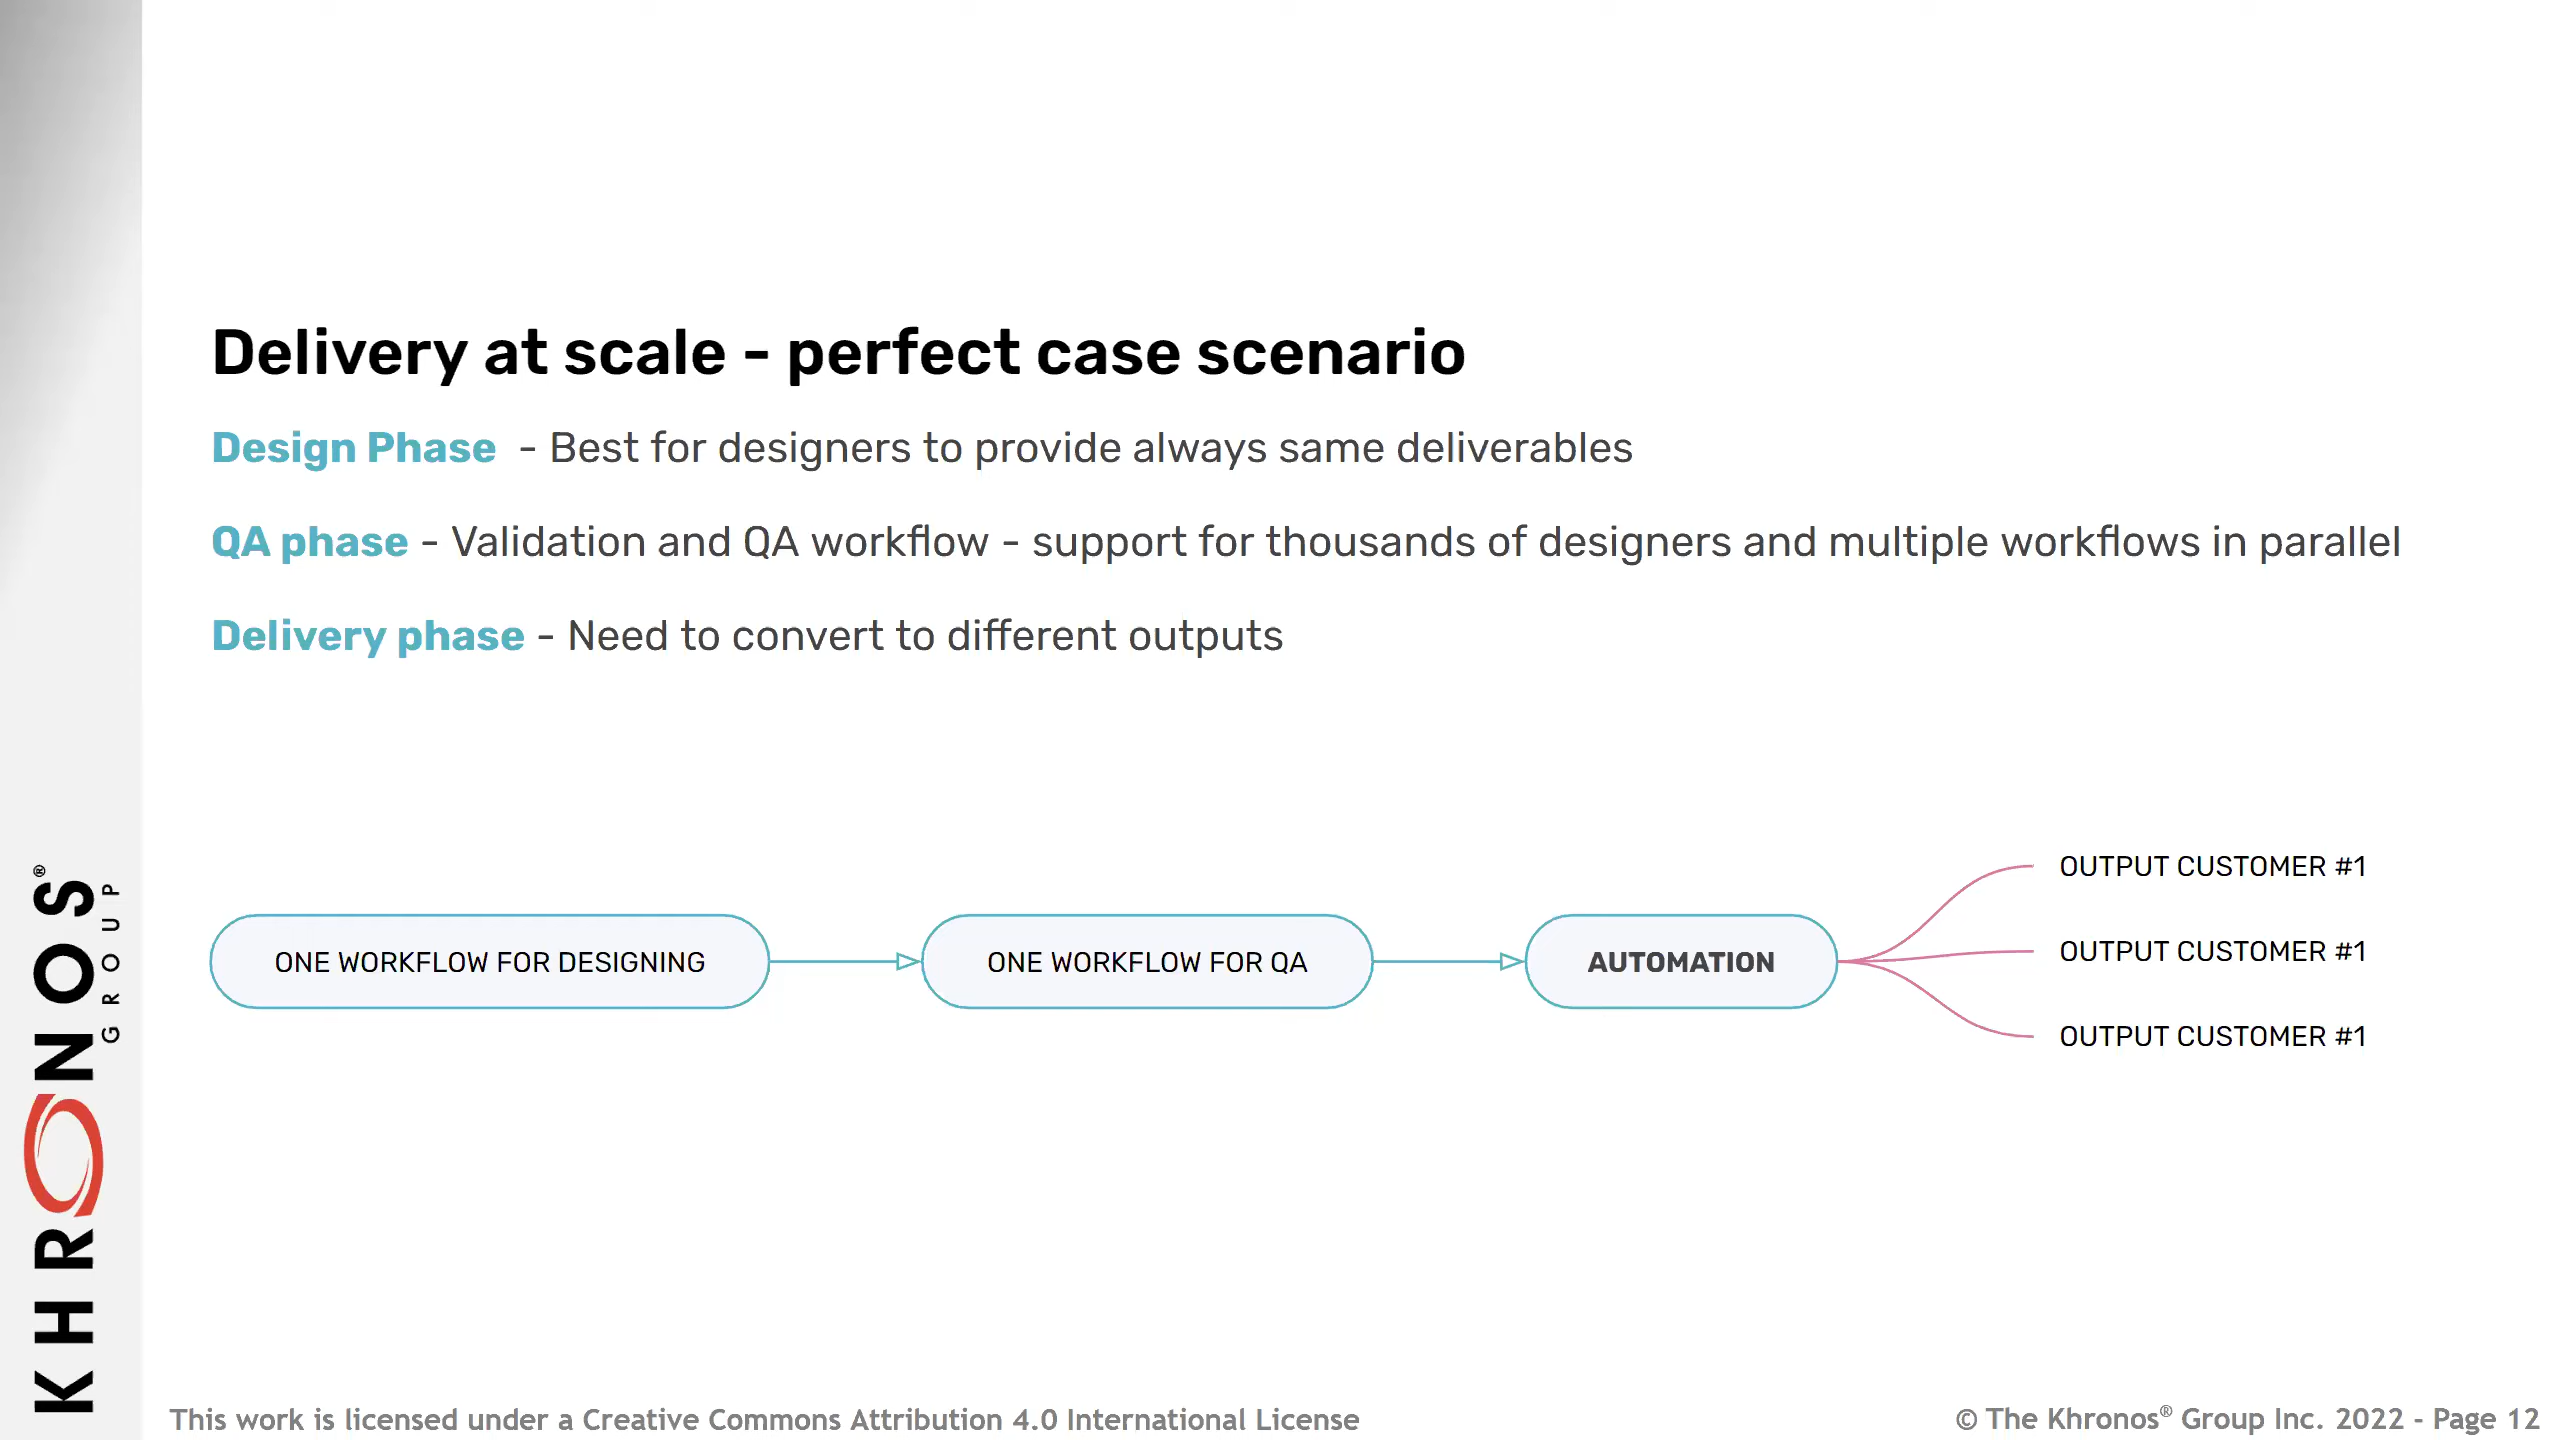 Delivery at scale - perfect case scenario
Design Phase - Best for designers to provide always same deliverables
QA phase - Validation and QA workflow - support for thousands of designers and multiple workflows in parallel
Delivery phase - Need to convert to different outputs
ONE WORKFLOW FOR DESIGNING
ONE WORKFLOW FOR QA
AUTOMATION
OUTPUT CUSTOMER #1
OUTPUT CUSTOMER #1
OUTPUT CUSTOMER #1
KHRONOS®
GROUP
This work is licensed under a Creative Commons Attribution 4.0 International License
© The Khronos® Group Inc. 2022 - Page 12